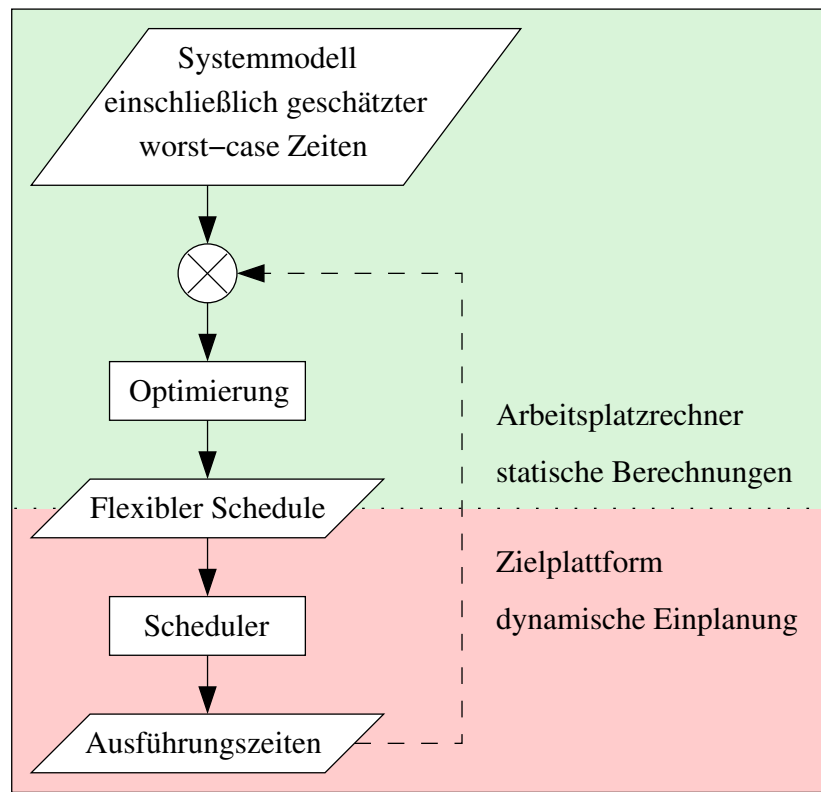 Systemmodell
einschließlich geschätzter
worst−case Zeiten
Optimierung
Arbeitsplatzrechner
statische Berechnungen
Flexibler Schedule
Zielplattform
dynamische Einplanung
Scheduler
Ausführungszeiten